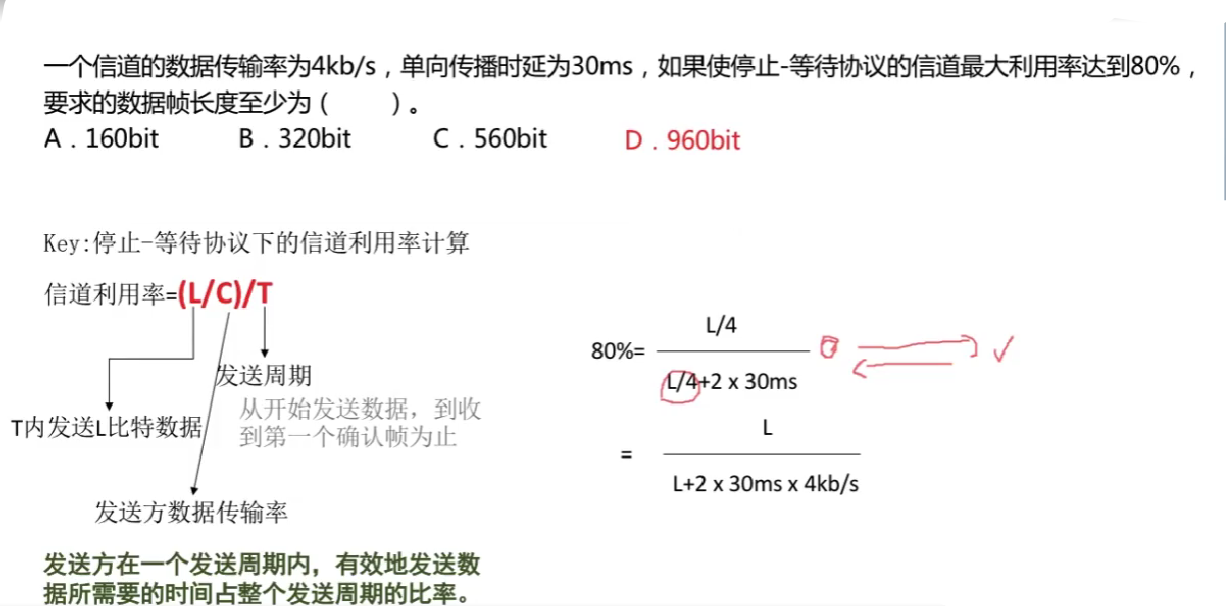 一个信道的数据传输率为4kb/s，单向传播时延为30ms，如果使停止-等待协议的信道最大利用率达到80%，
要求的数据帧长度至少为（　　）。
A．160bit B．320bit C．560bit D．960bit
Key:停止-等待协议下的信道利用率计算
信道利用率=(L/C)/T
发送周期
从开始发送数据，到收
到第一个确认帧为止
T内发送L比特数据
发送方数据传输率
发送方在一个发送周期内，有效地发送数
据所需要的时间占整个发送周期的比率。
L/4
80%=
L/4+2 x 30ms
L
=
L+2 x 30ms x 4kb/s